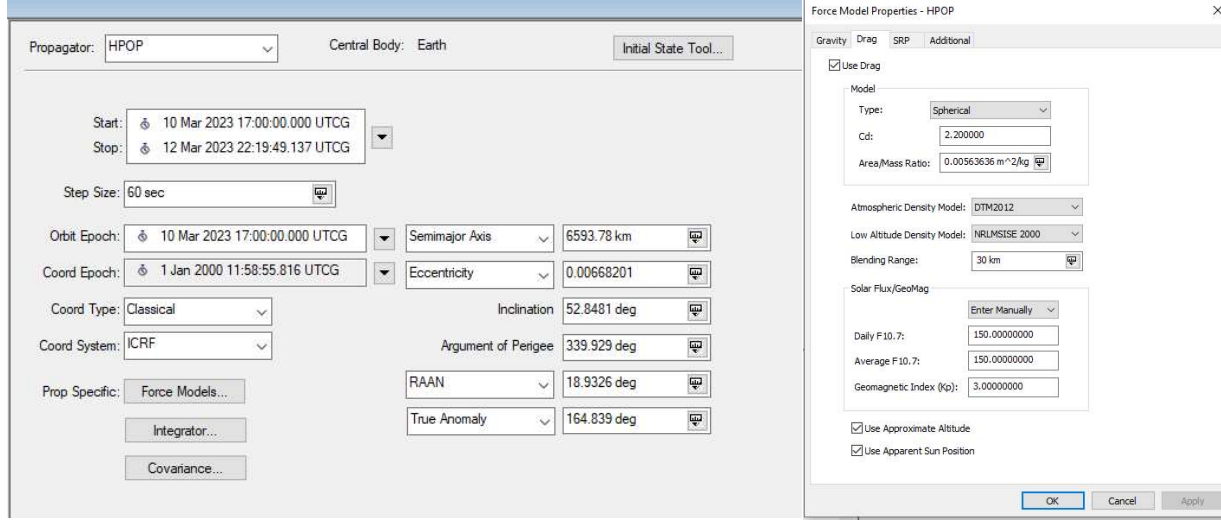 Propagator: HPOP Central Body: Earth Initial State Tool...
Start: 10 Mar 2023 17:00:00.000 UTCG
Stop: 12 Mar 2023 22:19:49.137 UTCG
Step Size: 60 sec
Orbit Epoch: 10 Mar 2023 17:00:00.000 UTCG Semimajor Axis 6593.78 km
Coord Epoch: 1 Jan 2000 11:58:55.816 UTCG Eccentricity 0.00668201
Coord Type: Classical Inclination 52.8481 deg
Coord System: ICRF Argument of Perigee 339.929 deg
Prop Specific: Force Models... RAAN 18.9326 deg
Integrator... True Anomaly 164.839 deg
Covariance...
Force Model Properties - HPOP
Gravity Drag SRP Additional
Use Drag
Model
Type: Spherical
Cd: 2.200000
Area/Mass Ratio: 0.00563636 m^2/kg
Atmospheric Density Model: DTM2012
Low Altitude Density Model: NRLMSISE 2000
Blending Range: 30 km
Solar Flux/GeoMag
Enter Manually
Daily F10.7: 150.00000000
Average F10.7: 150.00000000
Geomagnetic Index (Kp): 3.00000000
Use Approximate Altitude
Use Apparent Sun Position
OK Cancel Apply